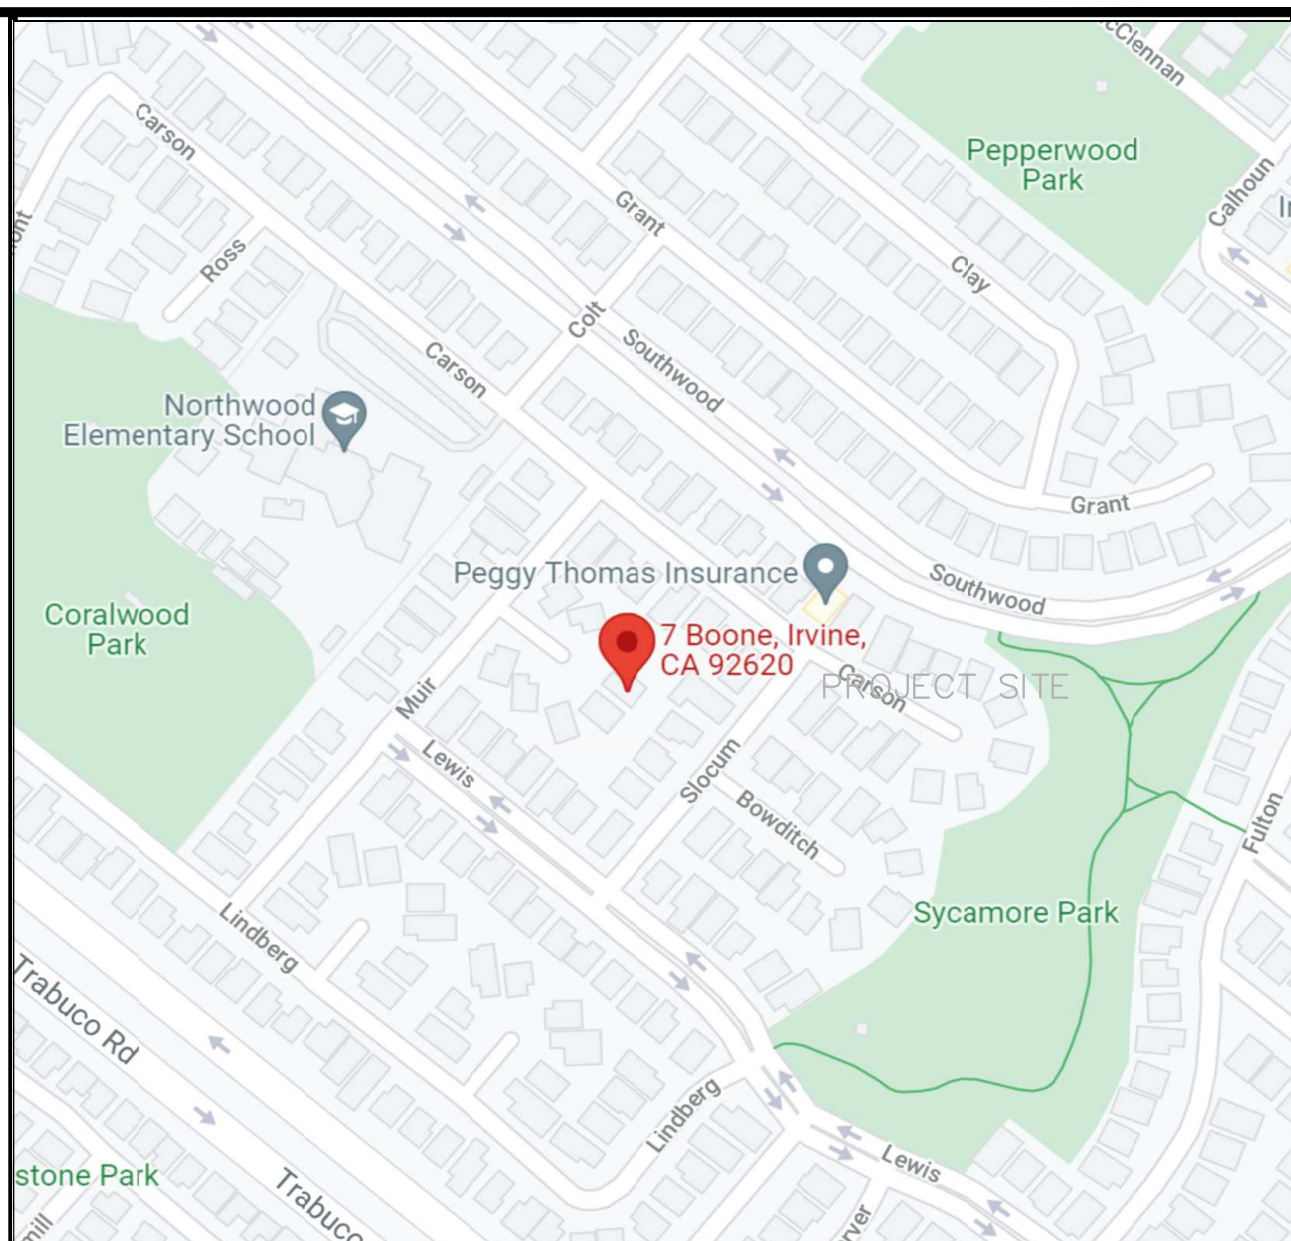 McClennan
Carson
Pepperwood
Park
Calhoun
Grant
Ross
Clay
Colt
Southwood
Carson
Northwood
Elementary School
Grant
Peggy Thomas Insurance
Southwood
Coralwood
Park
7 Boone, Irvine,
CA 92620
PROJECT SITE
Carson
Muir
Lewis
Slocum
Bowditch
Fulton
Sycamore Park
Lindberg
Trabuco Rd
Lindberg
Lewis
stone Park
Trabuco